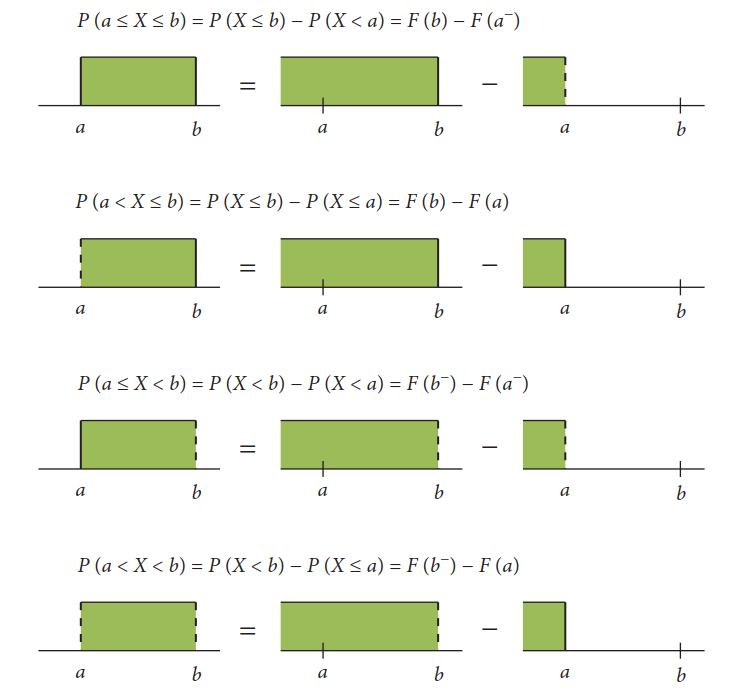 P (a ≤ X ≤ b) = P (X ≤ b) − P (X < a) = F (b) − F (a⁻)
= −
a b a b a b
P (a < X ≤ b) = P (X ≤ b) − P (X ≤ a) = F (b) − F (a)
= −
a b a b a b
P (a ≤ X < b) = P (X < b) − P (X < a) = F (b⁻) − F (a⁻)
= −
a b a b a b
P (a < X < b) = P (X < b) − P (X ≤ a) = F (b⁻) − F (a)
= −
a b a b a b